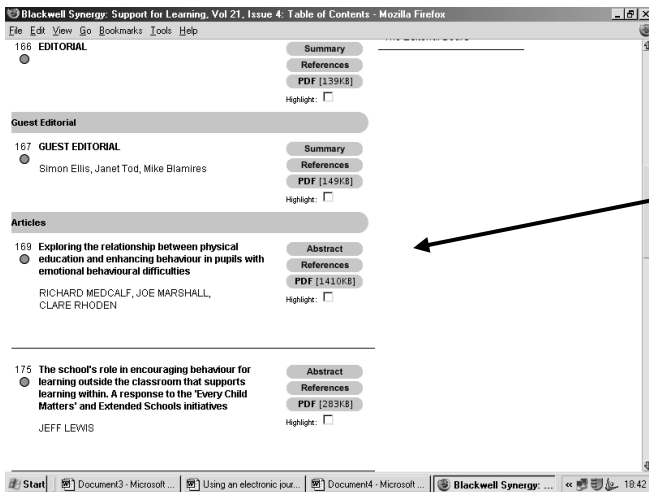 Blackwell Synergy: Support for Learning, Vol 21, Issue 4: Table of Contents - Mozilla Firefox
File Edit View Go Bookmarks Tools Help
166 EDITORIAL
Summary
References
PDF [139KB]
Highlight:
Guest Editorial
167 GUEST EDITORIAL
Simon Ellis, Janet Tod, Mike Blamires
Summary
References
PDF [149KB]
Highlight:
Articles
169 Exploring the relationship between physical
education and enhancing behaviour in pupils with
emotional behavioural difficulties
RICHARD MEDCALF, JOE MARSHALL,
CLARE RHODEN
Abstract
References
PDF [1410KB]
Highlight:
175 The school's role in encouraging behaviour for
learning outside the classroom that supports
learning within. A response to the 'Every Child
Matters' and Extended Schools initiatives
JEFF LEWIS
Abstract
References
PDF [283KB]
Highlight:
Start Document3 - Microsoft ... Using an electronic jour... Document4 - Microsoft ... Blackwell Synergy: ... « 18:42